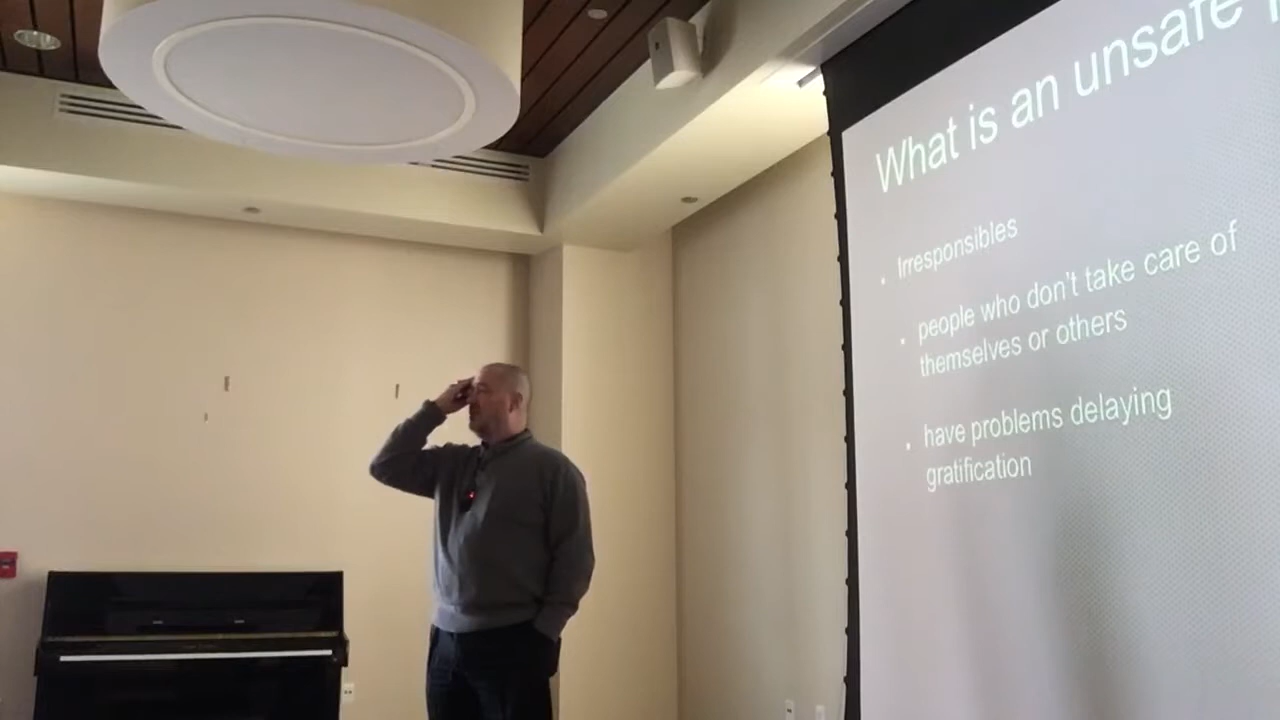 What is an unsafe
. Irresponsibles
. people who don't take care of
themselves or others
. have problems delaying
gratification